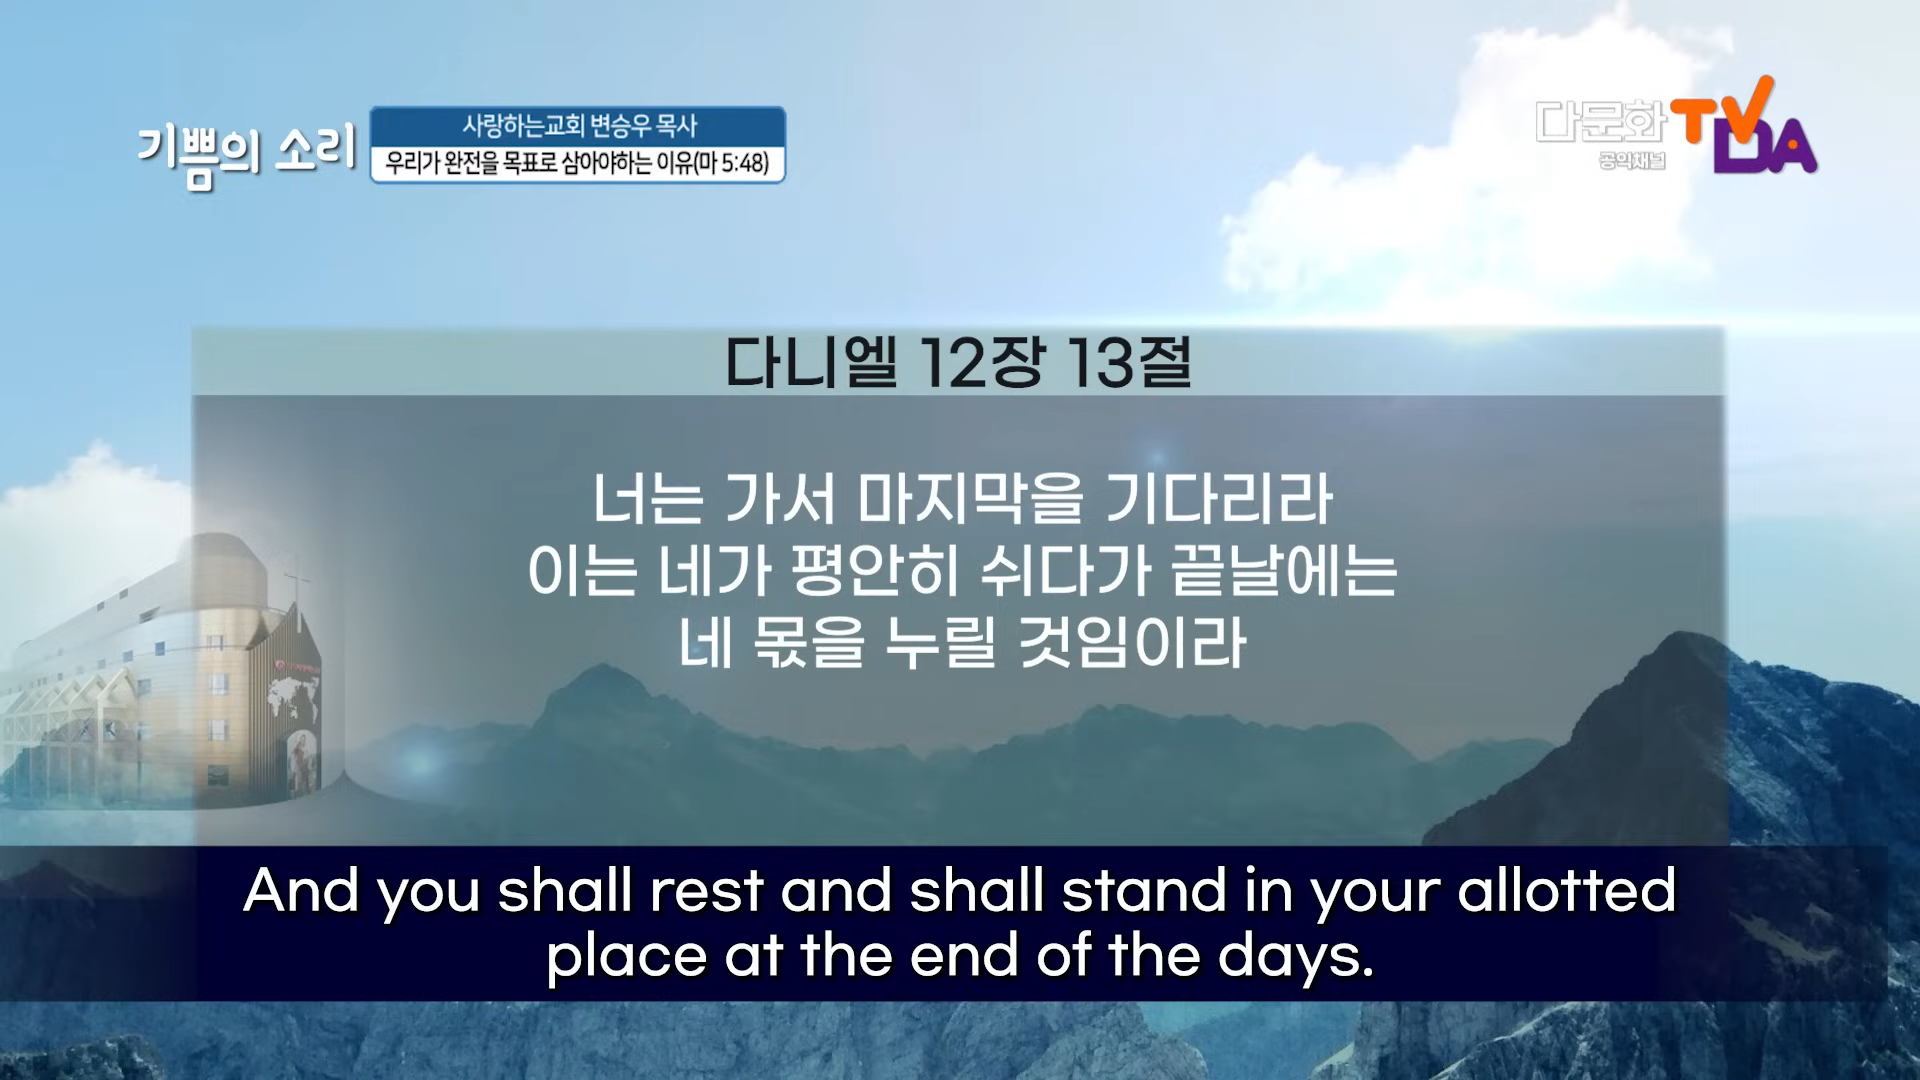 기쁨의 소리
사랑하는교회 변승우 목사
우리가 완전을 목표로 삼아야하는 이유(마 5:48)
다문화 TV
DA
공익채널
다니엘 12장 13절
너는 가서 마지막을 기다리라
이는 네가 평안히 쉬다가 끝날에는
네 몫을 누릴 것임이라
And you shall rest and shall stand in your allotted
place at the end of the days.